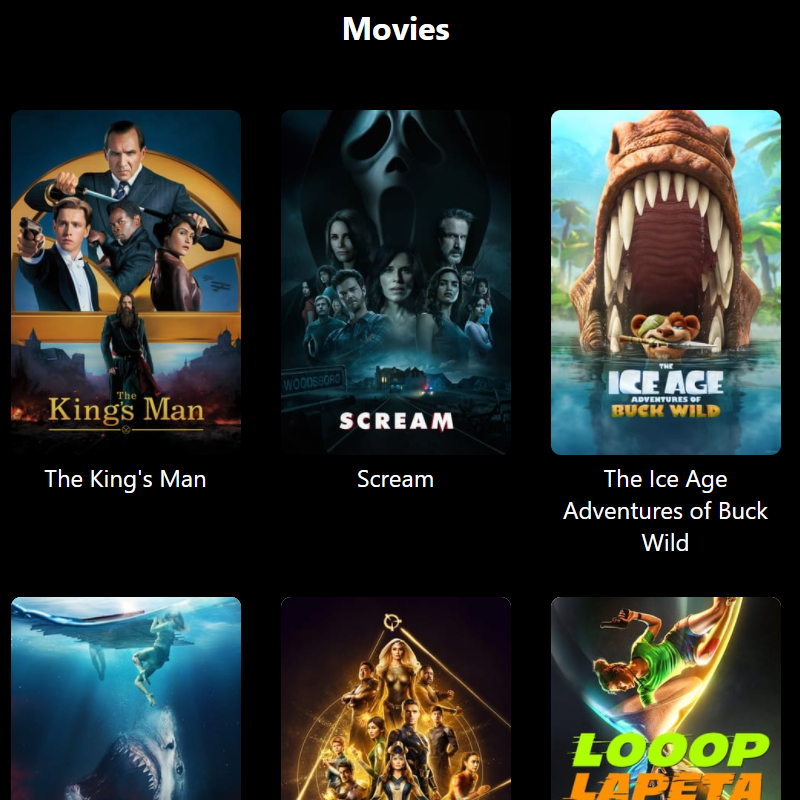 Movies
The
King's Man
WOODSBORO
SCREAM
THE
ICE AGE
ADVENTURES OF
BUCK WILD
The King's Man
Scream
The Ice Age
Adventures of Buck
Wild
LOOOP
LAPETA